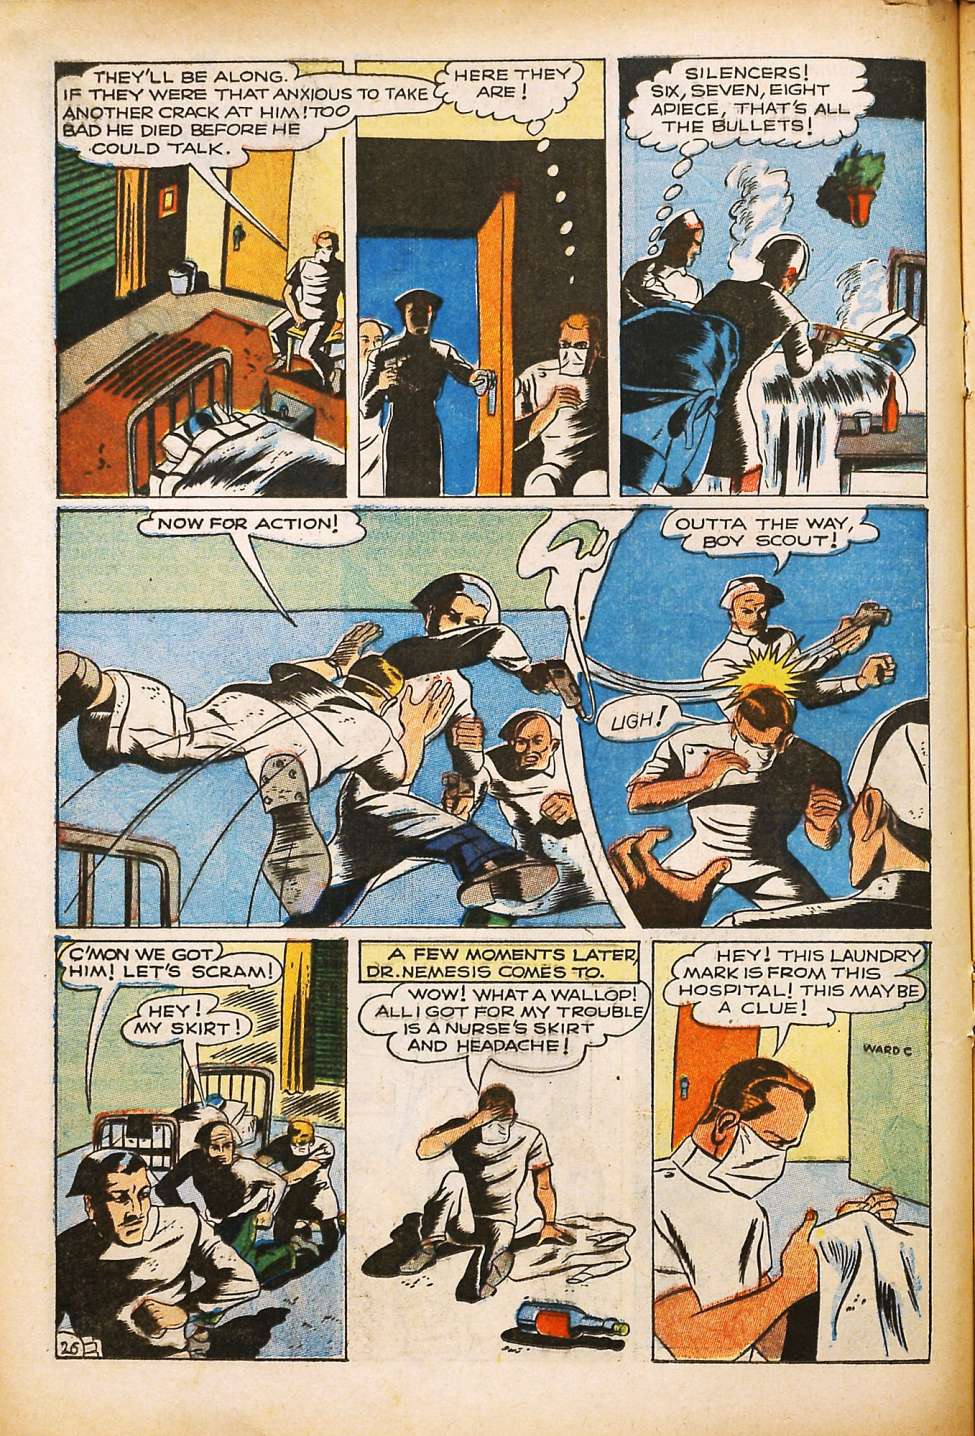 THEY'LL BE ALONG.
IF THEY WERE THAT ANXIOUS TO TAKE
ANOTHER CRACK AT HIM! TOO
BAD HE DIED BEFORE HE
COULD TALK.
HERE THEY
ARE!
SILENCERS!
SIX, SEVEN, EIGHT
APIECE, THAT'S ALL
THE BULLETS!
NOW FOR ACTION!
OUTTA THE WAY,
BOY SCOUT!
UGH!
C'MON WE GOT
HIM! LET'S SCRAM!
HEY!
MY SKIRT!
A FEW MOMENTS LATER,
DR. NEMESIS COMES TO.
WOW! WHAT A WALLOP!
ALL I GOT FOR MY TROUBLE
IS A NURSE'S SKIRT
AND HEADACHE!
HEY! THIS LAUNDRY
MARK IS FROM THIS
HOSPITAL! THIS MAY BE
A CLUE!
WARD C
26 7